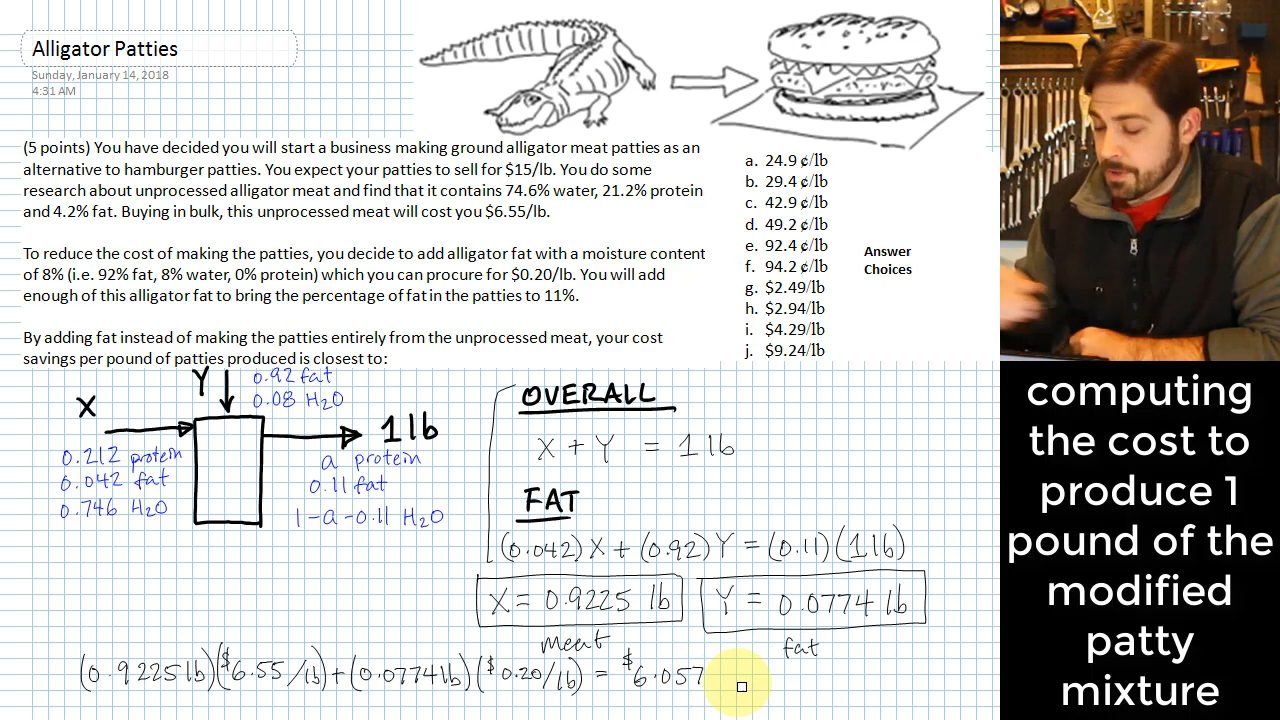 Alligator Patties
Sunday, January 14, 2018
4:31 AM
(5 points) You have decided you will start a business making ground alligator meat patties as an
alternative to hamburger patties. You expect your patties to sell for $15/lb. You do some
research about unprocessed alligator meat and find that it contains 74.6% water, 21.2% protein
and 4.2% fat. Buying in bulk, this unprocessed meat will cost you $6.55/lb.
To reduce the cost of making the patties, you decide to add alligator fat with a moisture content
of 8% (i.e. 92% fat, 8% water, 0% protein) which you can procure for $0.20/lb. You will add
enough of this alligator fat to bring the percentage of fat in the patties to 11%.
By adding fat instead of making the patties entirely from the unprocessed meat, your cost
savings per pound of patties produced is closest to:
a. 24.9 ¢/lb
b. 29.4 ¢/lb
c. 42.9 ¢/lb
d. 49.2 ¢/lb
e. 92.4 ¢/lb
f. 94.2 ¢/lb
g. $2.49/lb
h. $2.94/lb
i. $4.29/lb
j. $9.24/lb
Answer
Choices
X
0.212 protein
0.042 fat
0.746 H2O
Y
0.92 fat
0.08 H2O
1 lb
a protein
0.11 fat
1-a-0.11 H2O
OVERALL
X + Y = 1 lb
FAT
(0.042) X + (0.92) Y = (0.11) (1 lb)
X = 0.9225 lb
Y = 0.0774 lb
meat
fat
(0.9225 lb)($6.55/lb) + (0.0774 lb)($0.20/lb) = $6.057
computing
the cost to
produce 1
pound of the
modified
patty
mixture